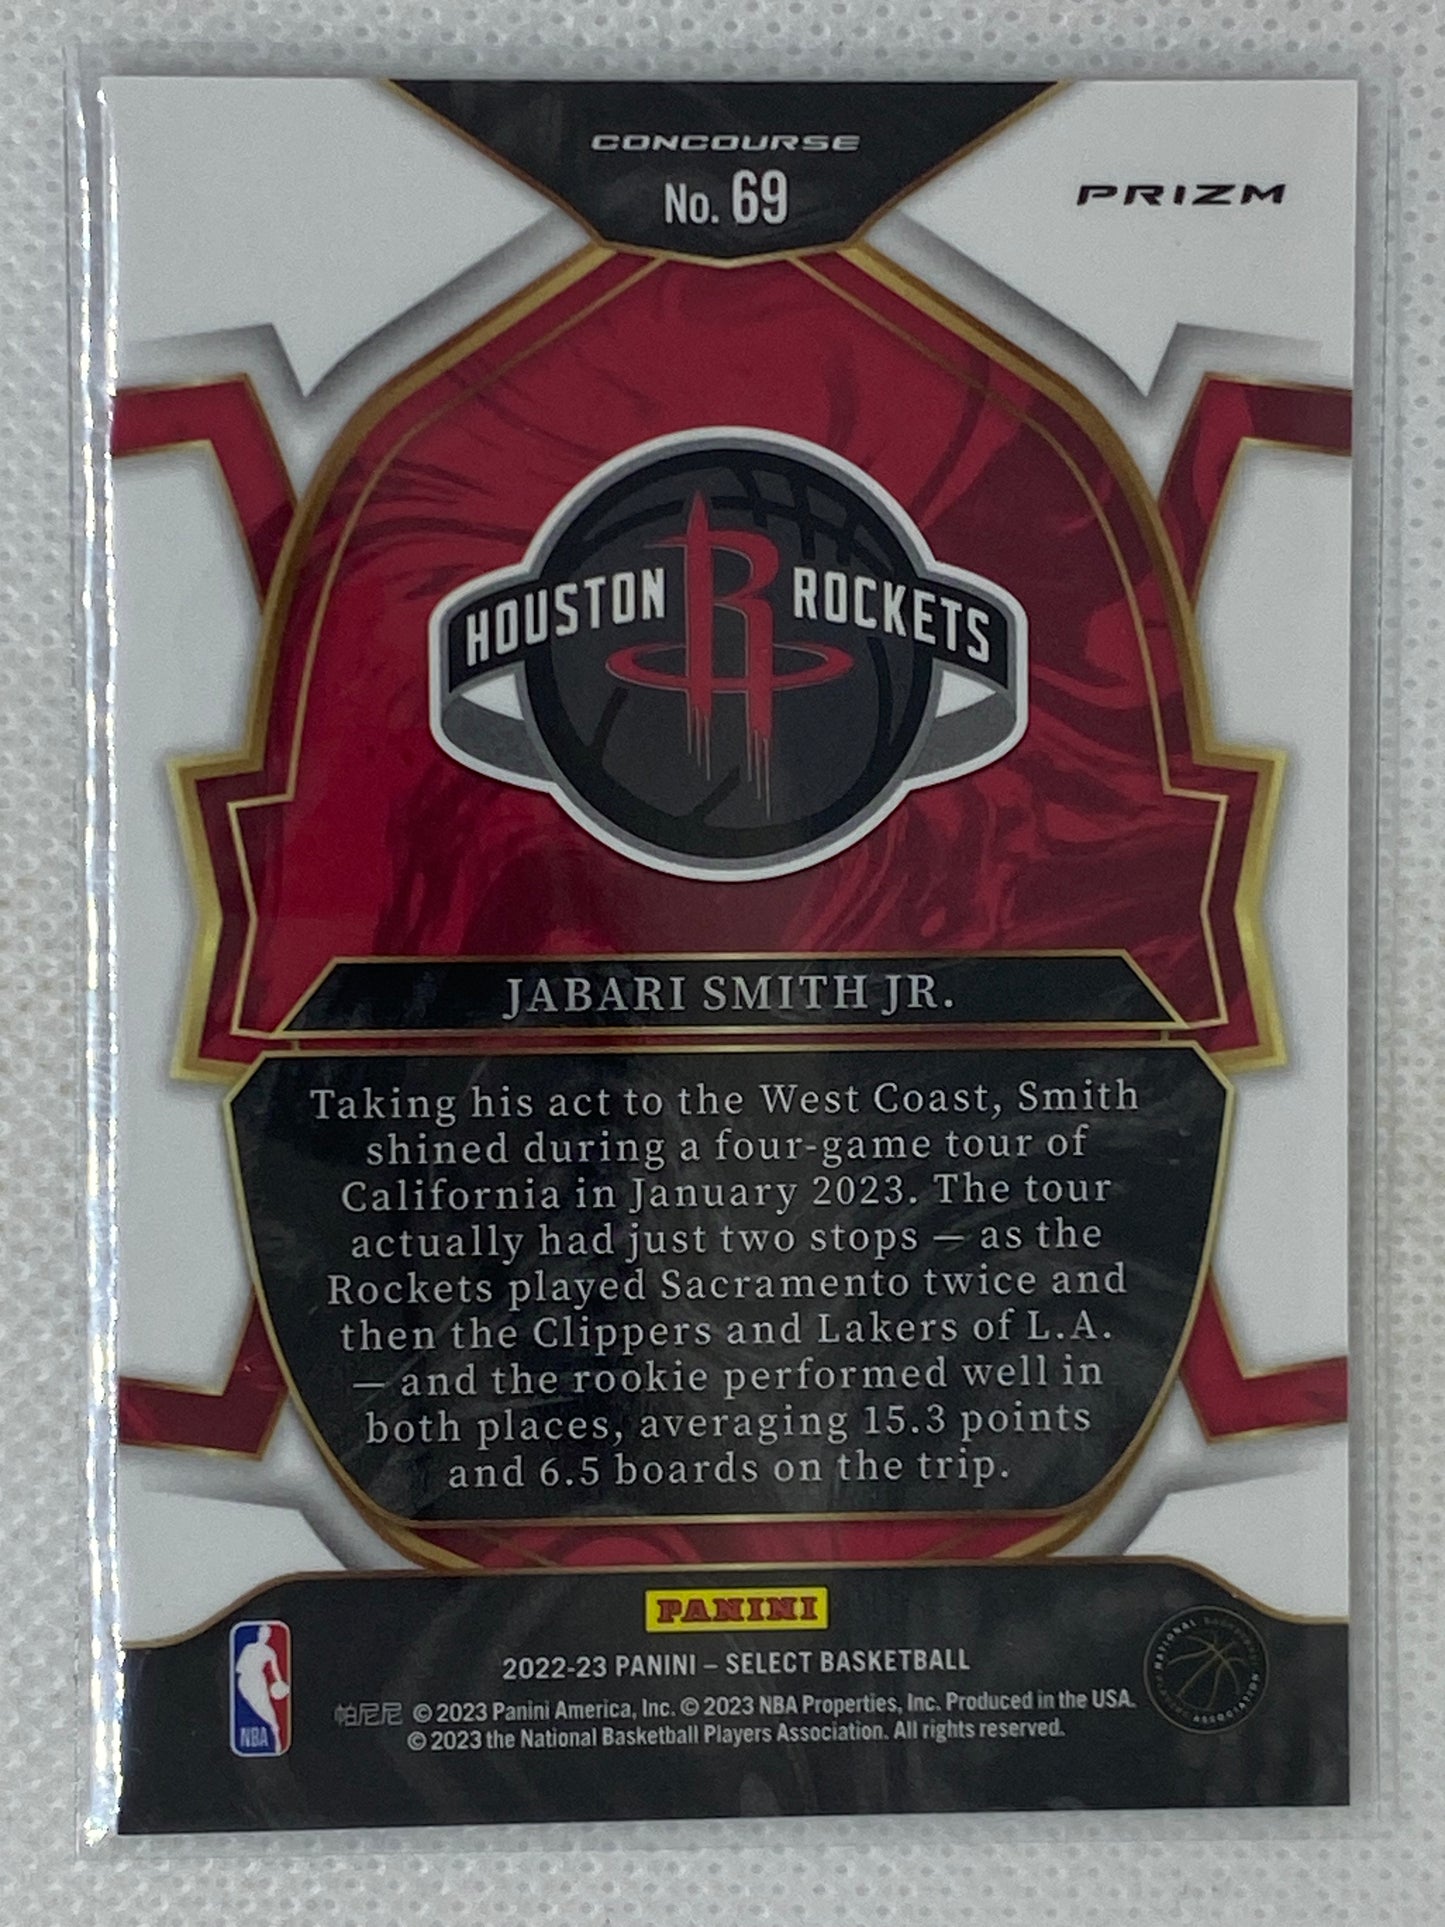 CONCOURSE
No. 69
PRIZM
HOUSTON ROCKETS
JABARI SMITH JR.
Taking his act to the West Coast, Smith
shined during a four-game tour of
California in January 2023. The tour
actually had just two stops — as the
Rockets played Sacramento twice and
then the Clippers and Lakers of L.A.
— and the rookie performed well in
both places, averaging 15.3 points
and 6.5 boards on the trip.
PANINI
2022-23 PANINI – SELECT BASKETBALL
帕尼尼 © 2023 Panini America, Inc. © 2023 NBA Properties, Inc. Produced in the USA.
© 2023 the National Basketball Players Association. All rights reserved.
NBA
NATIONAL BASKETBALL PLAYERS ASSOCIATION